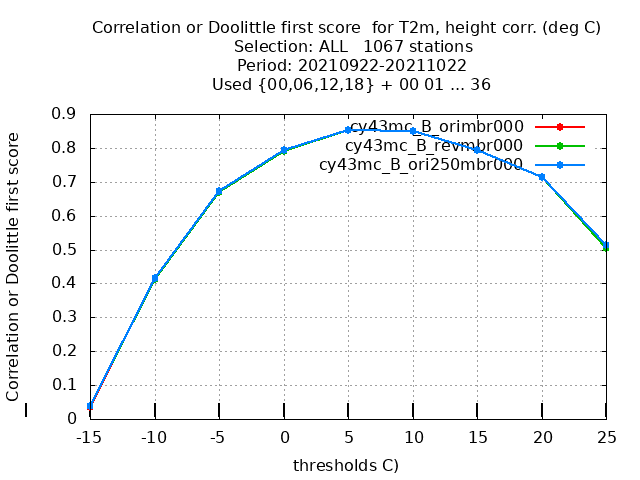 Correlation or Doolittle first score  for T2m, height corr. (deg C)
Selection: ALL   1067 stations
Period: 20210922-20211022
Used {00,06,12,18} + 00 01 ... 36
Correlation or Doolittle first score
0.9
0.8
0.7
0.6
0.5
0.4
0.3
0.2
0.1
0
cy43mc_B_orimbr000
cy43mc_B_revmbr000
cy43mc_B_ori250mbr000
-15 -10 -5 0 5 10 15 20 25
thresholds C)